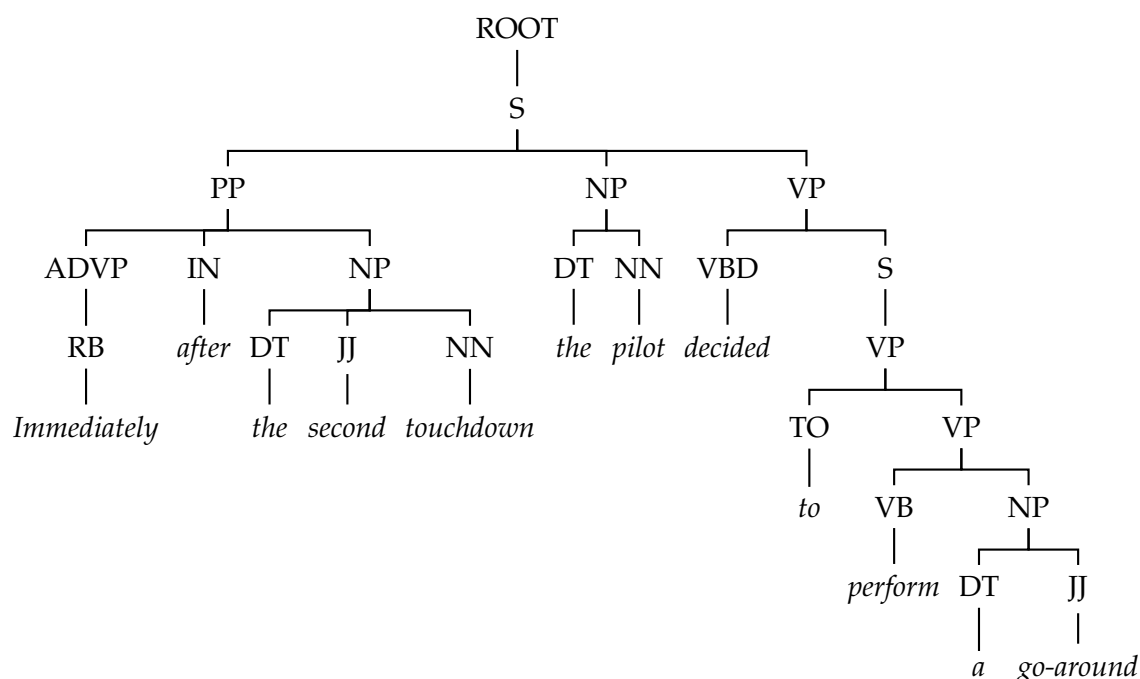 ROOT
S
PP NP VP
ADVP IN NP DT NN VBD S
RB after DT JJ NN the pilot decided VP
Immediately the second touchdown TO VP
to VB NP
perform DT JJ
a go-around